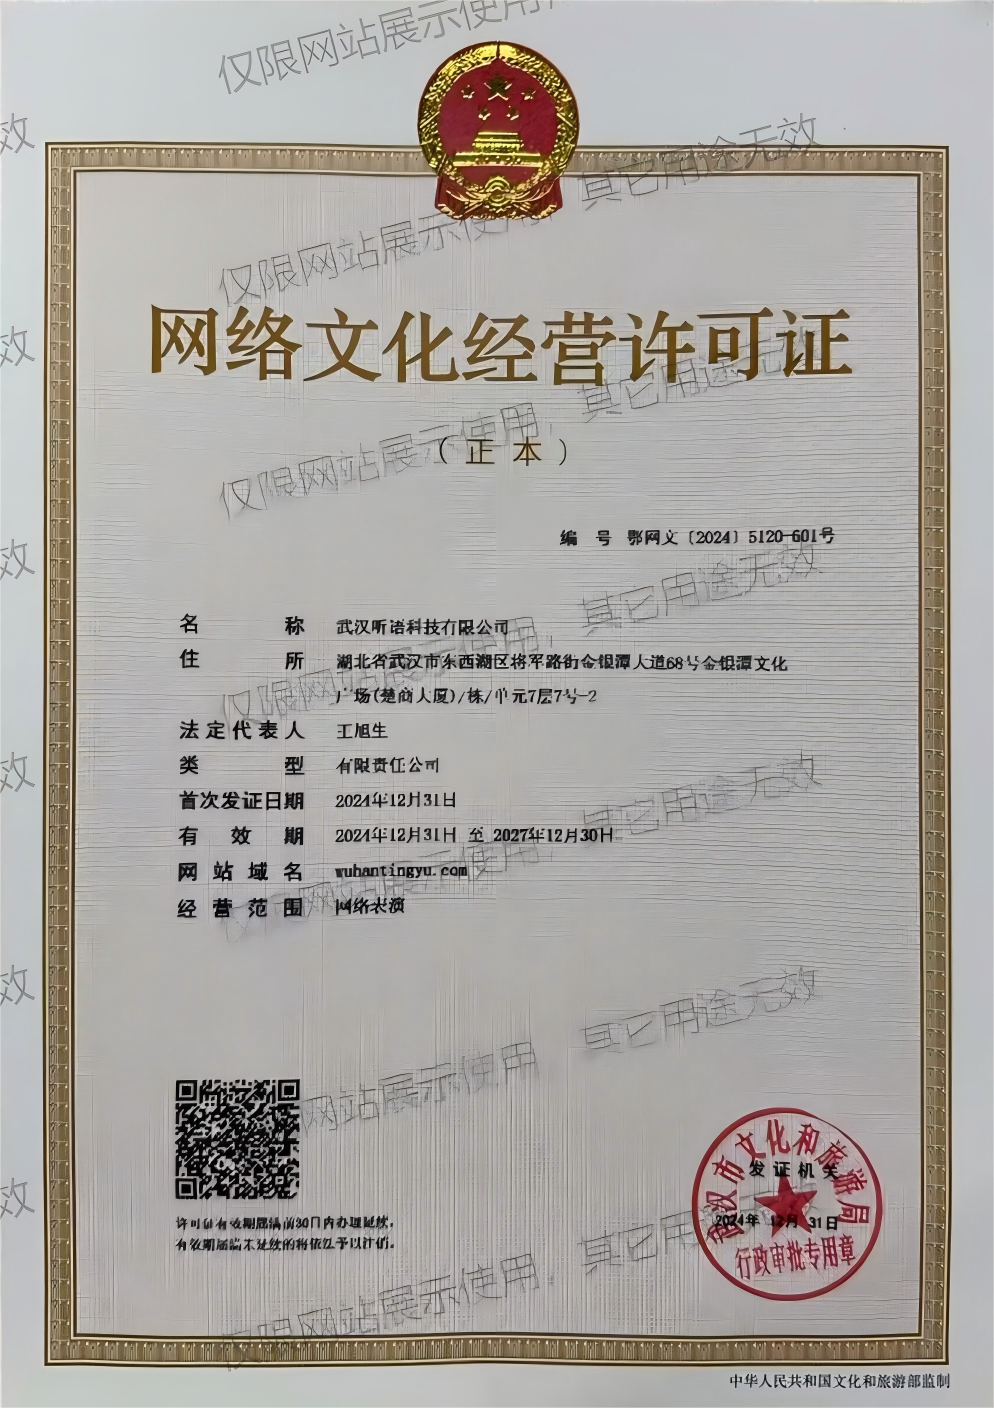 仅限网站展示使用,
其它用途无效
网络文化经营许可证
(正本)
编 号 鄂网文〔2024〕5120-601号
名 称 武汉听语科技有限公司
住 所 湖北省武汉市东西湖区将军路街金银潭大道68号金银潭文化
广场(楚商大厦)/栋/单元7层7号-2
法定代表人 王旭生
类 型 有限责任公司
首次发证日期 2024年12月31日
有 效 期 2024年12月31日 至 2027年12月30日
网站域名 wuhantingyu.com
经营范围 网络表演
许可证有效期届满前30日内办理延续,
有效期届满未延续的将依法予以注销。
武汉市文化和旅游局
发证机关
2024年 12月 31日
行政审批专用章
中华人民共和国文化和旅游部监制